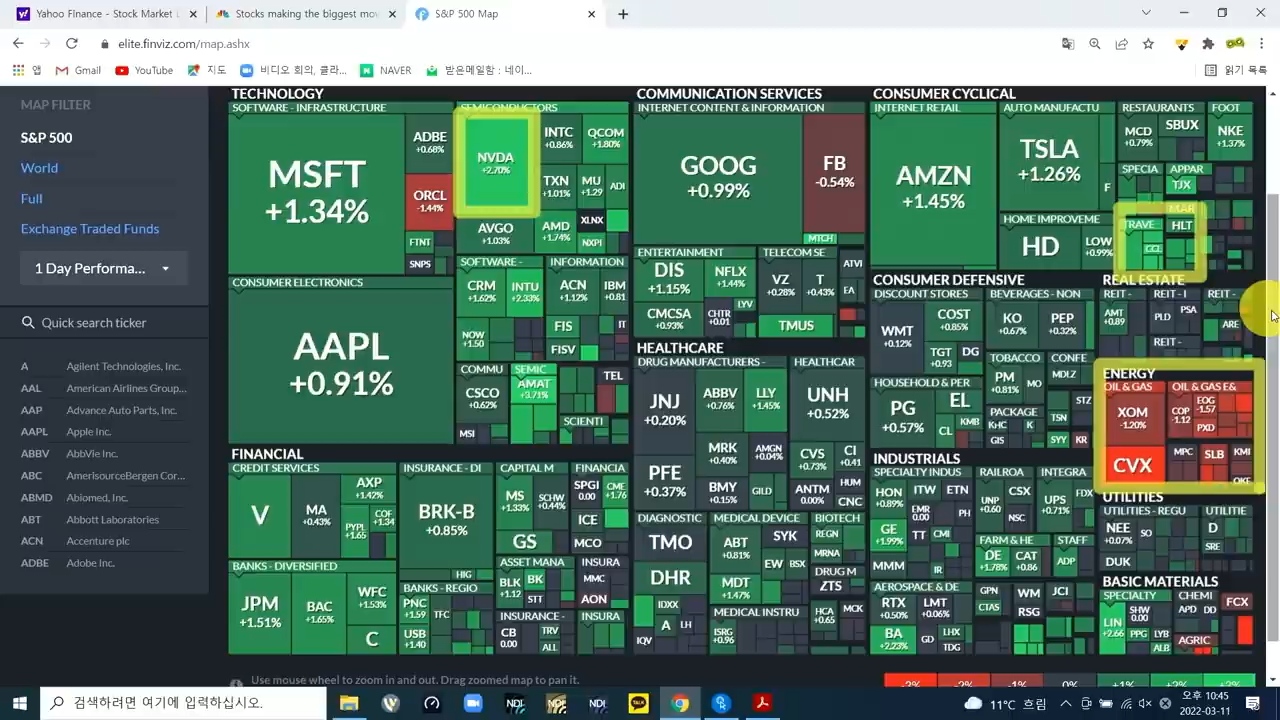 Yahoo Finance - Stock Market L
Stocks making the biggest mov
S&P 500 Map
elite.finviz.com/map.ashx
앱
Gmail
YouTube
지도
비디오 회의, 클라...
NAVER
받은메일함 : 네이...
읽기 목록
MAP FILTER
S&P 500
World
Full
Exchange Traded Funds
1 Day Performa...
Quick search ticker
A Agilent Technologies, Inc.
AAL American Airlines Group...
AAP Advance Auto Parts, Inc.
AAPL Apple Inc.
ABBV AbbVie Inc.
ABC AmerisourceBergen Cor...
ABMD Abiomed, Inc.
ABT Abbott Laboratories
ACN Accenture plc
ADBE Adobe Inc.
TECHNOLOGY
SOFTWARE - INFRASTRUCTURE
MSFT
+1.34%
ADBE
+0.68%
ORCL
-1.44%
FTNT
SNPS
SEMICONDUCTORS
NVDA
+2.70%
INTC
+0.86%
QCOM
+1.80%
TXN
+1.01%
MU
+1.29
ADI
AVGO
+1.03%
AMD
+1.74%
XLNX
NXPI
CONSUMER ELECTRONICS
AAPL
+0.91%
SOFTWARE -
CRM
+1.62%
INTU
+2.33%
NOW
+1.50
INFORMATION
ACN
+1.12%
IBM
+0.81
FIS
IT
FISV
COMMU
CSCO
+0.62%
MSI
SEMIC
AMAT
+3.71%
TEL
SCIENTI
FINANCIAL
CREDIT SERVICES
V
MA
+0.43%
AXP
+1.42%
PYPL
+1.65
COF
+1.34
INSURANCE - DI
BRK-B
+0.85%
HIG
CAPITAL M
MS
+1.33%
SCHW
+0.44%
GS
FINANCIA
SPGI
0.00
CME
+1.76
ICE
MCO
BANKS - DIVERSIFIED
JPM
+1.51%
BAC
+1.65%
WFC
+1.53%
C
BANKS - REGIO
PNC
+1.59
TFC
USB
+1.40
ASSET MANA
BLK
+1.12
BK
STT
INSURA
MMC
AON
INSURANCE -
CB
0.00
TRV
ALL
INSURA
COMMUNICATION SERVICES
INTERNET CONTENT & INFORMATION
GOOG
+0.99%
FB
-0.54%
MTCH
ENTERTAINMENT
DIS
+1.15%
NFLX
+1.44%
CMCSA
+0.93%
CHTR
+0.01
LYV
TELECOM SE
VZ
+0.28%
T
+0.43%
TMUS
ATVI
EA
HEALTHCARE
DRUG MANUFACTURERS -
JNJ
+0.20%
ABBV
+0.76%
LLY
+1.45%
PFE
+0.37%
MRK
+0.40%
AMGN
+0.04%
BMY
+0.15%
GILD
HEALTHCAR
UNH
+0.52%
CVS
+0.73%
CI
+0.41
ANTM
0.00%
HUM
CNC
DIAGNOSTIC
TMO
DHR
IDXX
A
LH
IQV
MEDICAL DEVICE
ABT
+0.81%
SYK
EW
BSX
MDT
+1.47%
BIOTECH
REGN
MRNA
DRUG M
ZTS
MEDICAL INSTRU
ISRG
+0.96
HCA
+0.65
MCK
CONSUMER CYCLICAL
INTERNET RETAIL
AMZN
+1.45%
AUTO MANUFACTU
TSLA
+1.26%
F
RESTAURANTS
MCD
+0.79%
SBUX
FOOT
NKE
+1.37%
SPECIA
APPAR
TJX
HOME IMPROVEME
HD
LOW
+0.99%
TRAVE
CCL
HLT
CONSUMER DEFENSIVE
DISCOUNT STORES
WMT
+0.12%
COST
+0.85%
TGT
+0.93
DG
BEVERAGES - NON
KO
+0.67%
PEP
+0.32%
HOUSEHOLD & PER
PG
+0.57%
EL
CL
KMB
TOBACCO
PM
+0.81%
MO
CONFE
MDLZ
PACKAGE
KHC
K
GIS
STZ
TSN
SYY
KR
REAL ESTATE
REIT -
AMT
+0.89
REIT - I
PLD
PSA
REIT -
ARE
REIT -
ENERGY
OIL & GAS
XOM
-1.20%
CVX
OIL & GAS E&
COP
-1.12
EOG
-1.57
PXD
MPC
SLB
KMI
OKE
INDUSTRIALS
SPECIALTY INDUS
HON
+0.89%
ITW
ETN
EMR
0.00
PH
GE
+1.99%
TT
CMI
MMM
IR
RAILROA
UNP
+0.60
CSX
NSC
INTEGRA
UPS
+0.71%
FDX
FARM & HE
DE
+1.78%
CAT
+0.86
STAFF
ADP
AEROSPACE & DE
RTX
+0.50%
LMT
+0.06%
BA
+2.23%
GD
LHX
TDG
GPN
CTAS
WM
RSG
JCI
UTILITIES
UTILITIES - REGU
NEE
+0.07%
SO
DUK
UTILITIE
D
SRE
BASIC MATERIALS
SPECIALTY
LIN
+2.66
SHW
0.00
PPG
LYB
ALB
CHEMI
APD
DD
FCX
AGRIC
Use mouse wheel to zoom in and out. Drag zoomed map to pan it.
-3% -2% -1% 0% +1% +2% +3%
검색하려면 여기에 입력하십시오.
11°C 흐림
오후 10:45
2022-03-11